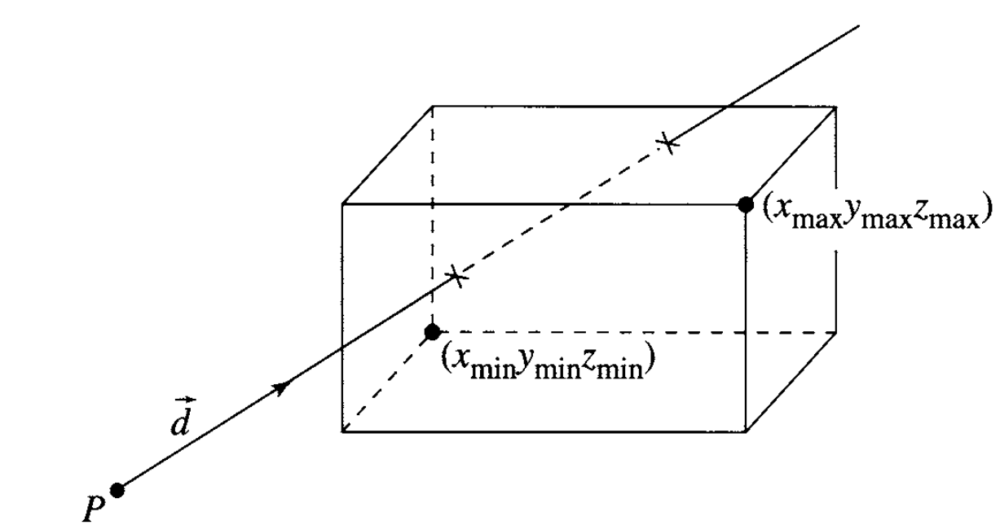 (x_max y_max z_max)
(x_min y_min z_min)
d⃗
P